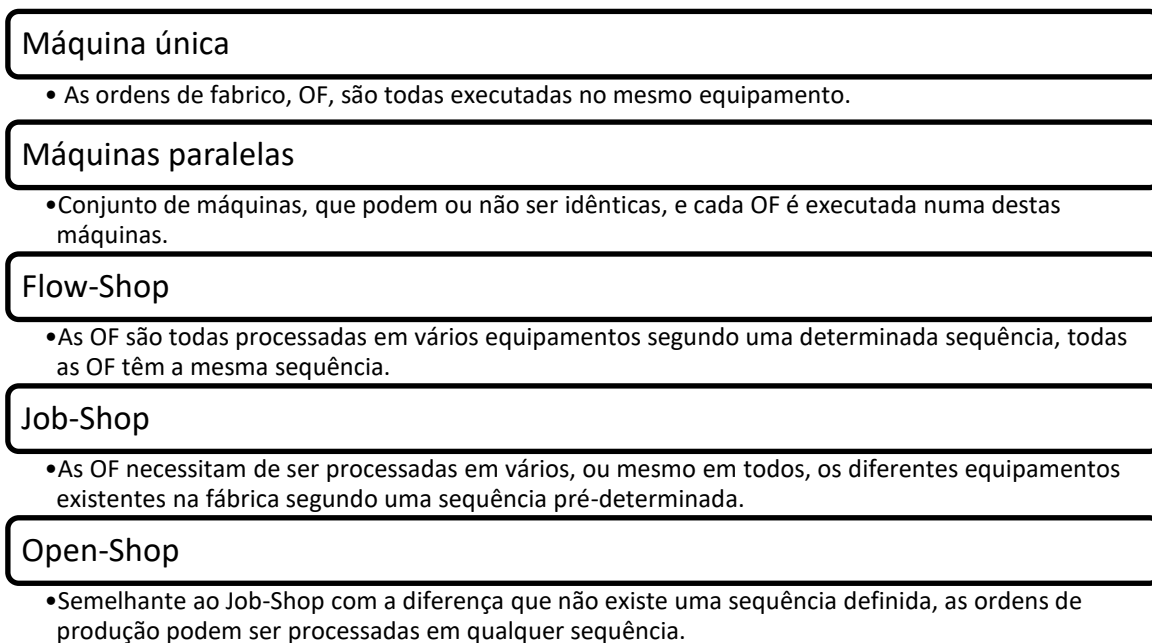 Máquina única
• As ordens de fabrico, OF, são todas executadas no mesmo equipamento.
Máquinas paralelas
•Conjunto de máquinas, que podem ou não ser idênticas, e cada OF é executada numa destas
máquinas.
Flow-Shop
•As OF são todas processadas em vários equipamentos segundo uma determinada sequência, todas
as OF têm a mesma sequência.
Job-Shop
•As OF necessitam de ser processadas em vários, ou mesmo em todos, os diferentes equipamentos
existentes na fábrica segundo uma sequência pré-determinada.
Open-Shop
•Semelhante ao Job-Shop com a diferença que não existe uma sequência definida, as ordens de
produção podem ser processadas em qualquer sequência.